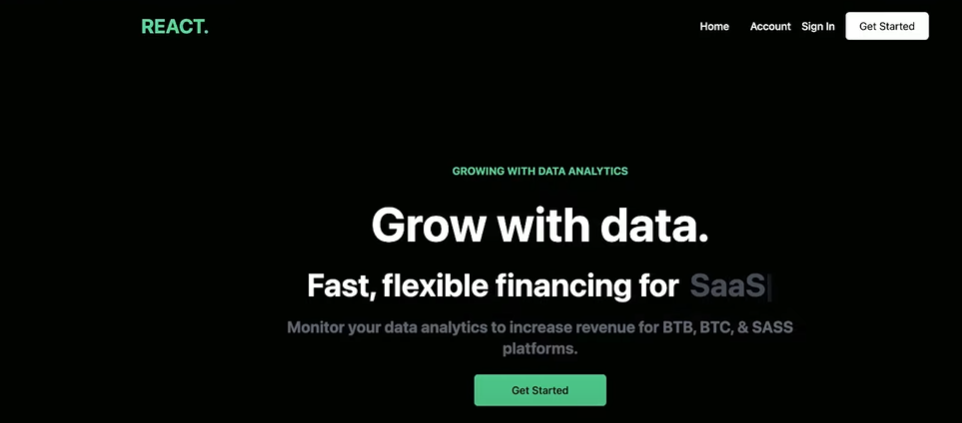 REACT.
Home Account Sign In Get Started
GROWING WITH DATA ANALYTICS
Grow with data.
Fast, flexible financing for SaaS|
Monitor your data analytics to increase revenue for BTB, BTC, & SASS
platforms.
Get Started